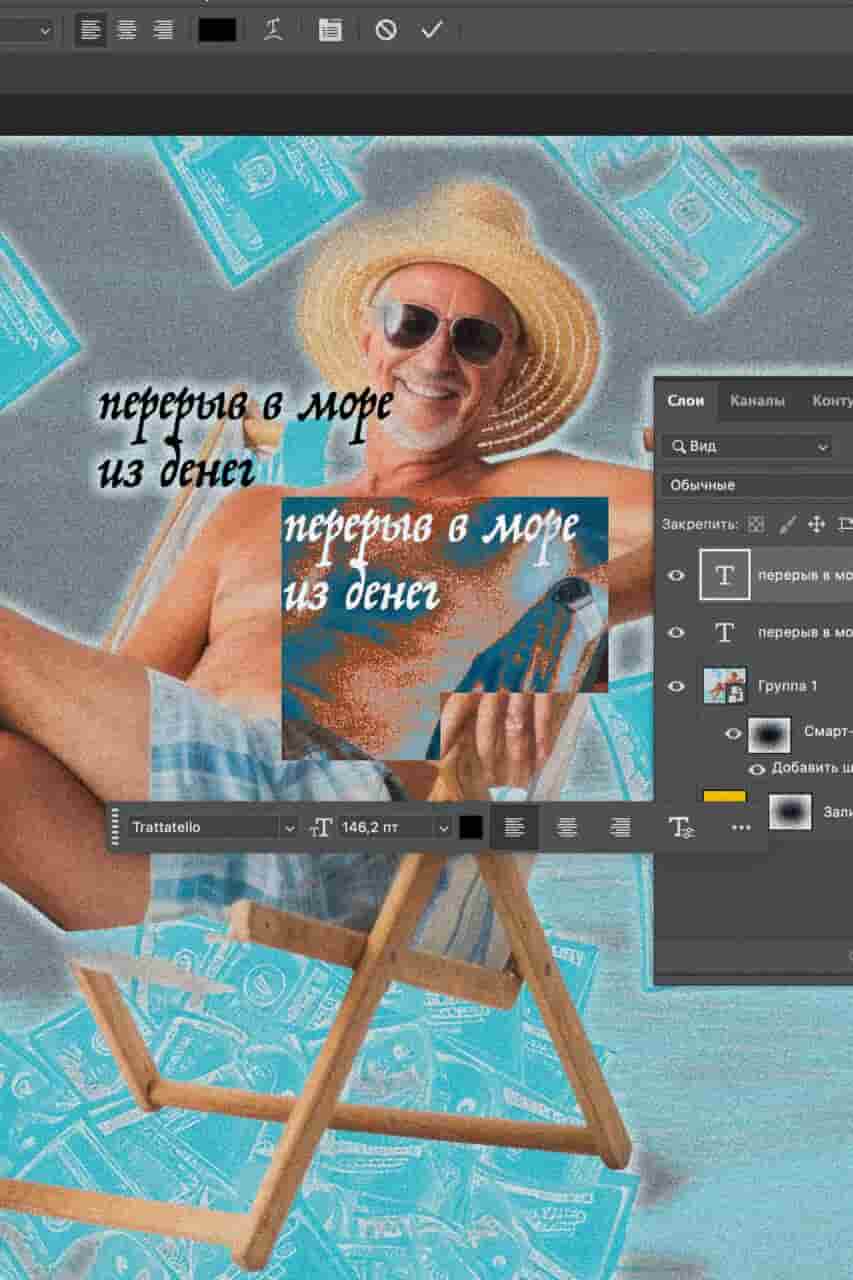 перерыв в море
из денег
перерыв в море
из денег
Слои
Каналы
Конту
Вид
Обычные
Закрепить:
перерыв в мо
перерыв в мо
Группа 1
Смарт-
Добавить ш
Зали
Trattatello
146,2 пт